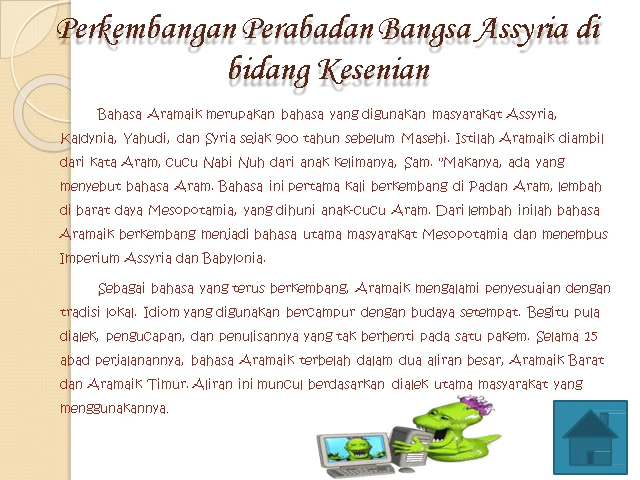 Perkembangan Perabadan Bangsa Assyria di
bidang Kesenian
Bahasa Aramaik merupakan bahasa yang digunakan masyarakat Assyria,
Kaldynia, Yahudi, dan Syria sejak 900 tahun sebelum Masehi. Istilah Aramaik diambil
dari kata Aram, cucu Nabi Nuh dari anak kelimanya, Sam. "Makanya, ada yang
menyebut bahasa Aram. Bahasa ini pertama kali berkembang di Padan Aram, lembah
di barat daya Mesopotamia, yang dihuni anak-cucu Aram. Dari lembah inilah bahasa
Aramaik berkembang menjadi bahasa utama masyarakat Mesopotamia dan menembus
Imperium Assyria dan Babylonia.
Sebagai bahasa yang terus berkembang, Aramaik mengalami penyesuaian dengan
tradisi lokal. Idiom yang digunakan bercampur dengan budaya setempat. Begitu pula
dialek, pengucapan, dan penulisannya yang tak berhenti pada satu pakem. Selama 15
abad perjalanannya, bahasa Aramaik terbelah dalam dua aliran besar, Aramaik Barat
dan Aramaik Timur. Aliran ini muncul berdasarkan dialek utama masyarakat yang
menggunakannya.